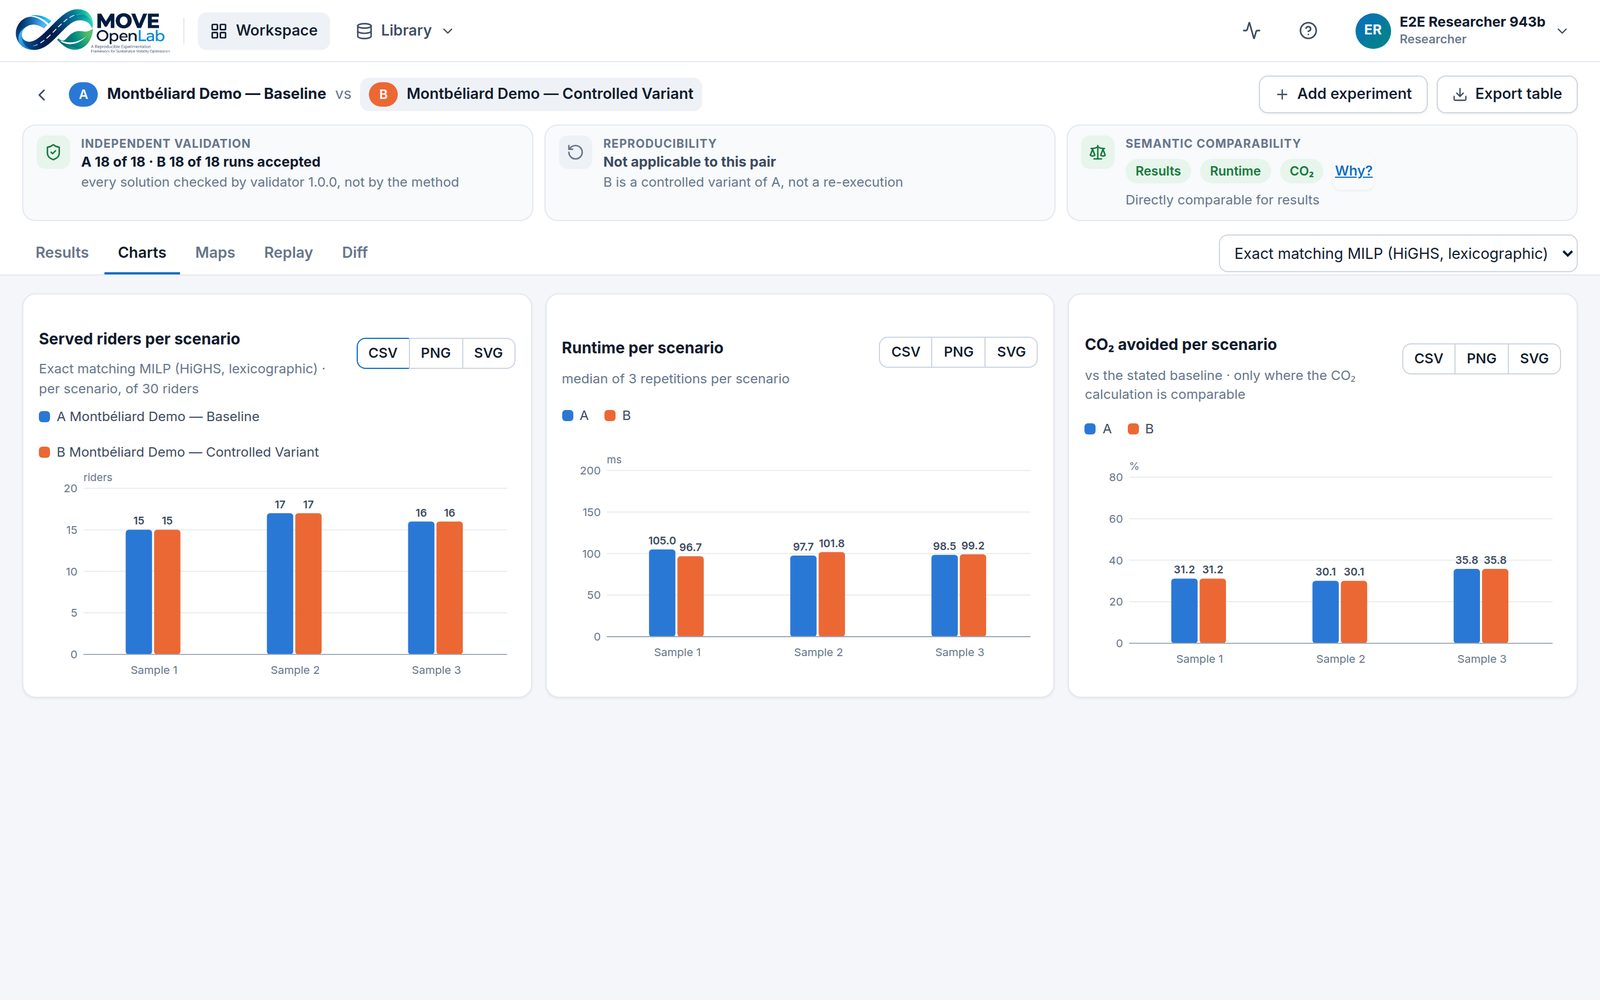 MOVE
OpenLab
A Reproducible Experimentation
Framework for Sustainable Mobility Optimization
Workspace
Library
ER
E2E Researcher 943b
Researcher
A Montbéliard Demo — Baseline vs B Montbéliard Demo — Controlled Variant
Add experiment
Export table
INDEPENDENT VALIDATION
A 18 of 18 · B 18 of 18 runs accepted
every solution checked by validator 1.0.0, not by the method
REPRODUCIBILITY
Not applicable to this pair
B is a controlled variant of A, not a re-execution
SEMANTIC COMPARABILITY
Results Runtime CO₂ Why?
Directly comparable for results
Results Charts Maps Replay Diff
Exact matching MILP (HiGHS, lexicographic)
Served riders per scenario
Exact matching MILP (HiGHS, lexicographic) ·
per scenario, of 30 riders
CSV PNG SVG
A Montbéliard Demo — Baseline
B Montbéliard Demo — Controlled Variant
riders
20
15
10
5
0
15 15
17 17
16 16
Sample 1 Sample 2 Sample 3
Runtime per scenario
median of 3 repetitions per scenario
CSV PNG SVG
A B
ms
200
150
100
50
0
105.0 96.7
97.7 101.8
98.5 99.2
Sample 1 Sample 2 Sample 3
CO₂ avoided per scenario
vs the stated baseline · only where the CO₂
calculation is comparable
CSV PNG SVG
A B
%
80
60
40
20
0
31.2 31.2
30.1 30.1
35.8 35.8
Sample 1 Sample 2 Sample 3